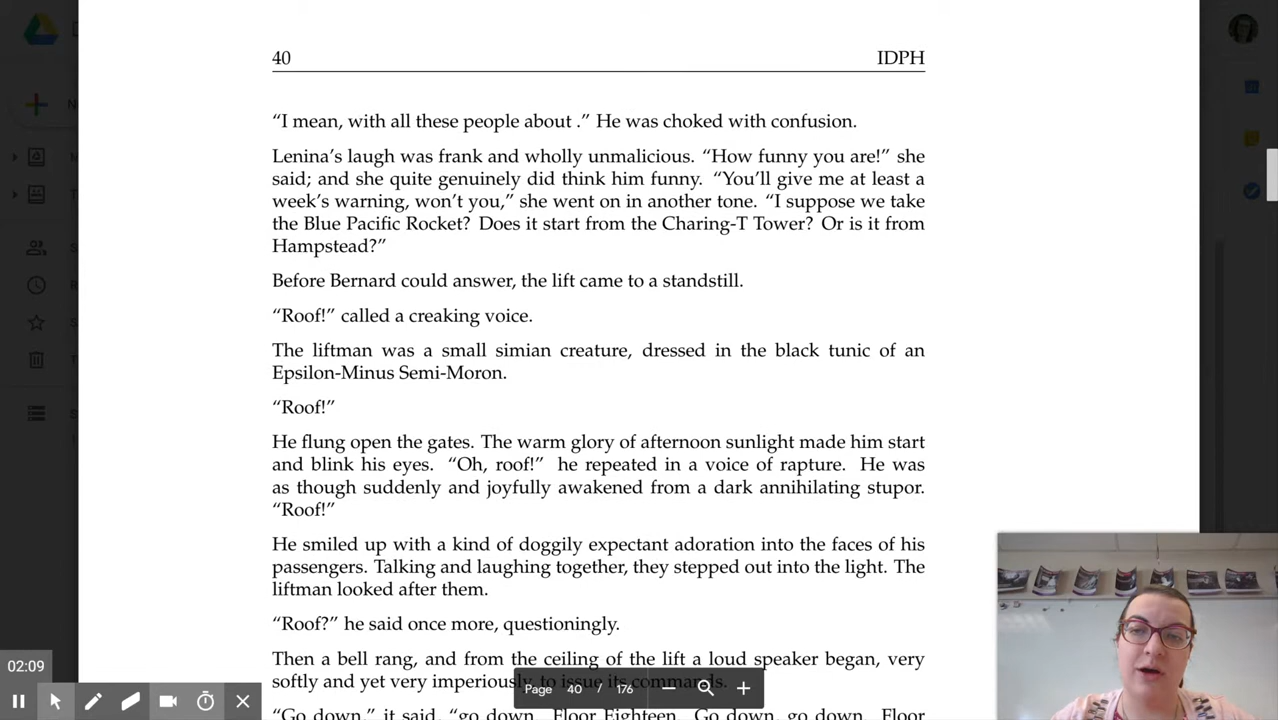 40 IDPH
“I mean, with all these people about .” He was choked with confusion.
Lenina’s laugh was frank and wholly unmalicious. “How funny you are!” she
said; and she quite genuinely did think him funny. “You’ll give me at least a
week’s warning, won’t you,” she went on in another tone. “I suppose we take
the Blue Pacific Rocket? Does it start from the Charing-T Tower? Or is it from
Hampstead?”
Before Bernard could answer, the lift came to a standstill.
“Roof!” called a creaking voice.
The liftman was a small simian creature, dressed in the black tunic of an
Epsilon-Minus Semi-Moron.
“Roof!”
He flung open the gates. The warm glory of afternoon sunlight made him start
and blink his eyes. “Oh, roof!” he repeated in a voice of rapture. He was
as though suddenly and joyfully awakened from a dark annihilating stupor.
“Roof!”
He smiled up with a kind of doggily expectant adoration into the faces of his
passengers. Talking and laughing together, they stepped out into the light. The
liftman looked after them.
“Roof?” he said once more, questioningly.
Then a bell rang, and from the ceiling of the lift a loud speaker began, very
softly and yet very imperiously, to issue its commands.
“Go down,” it said, “go down. Floor Eighteen. Go down, go down. Floor
Page 40 / 176
02:09